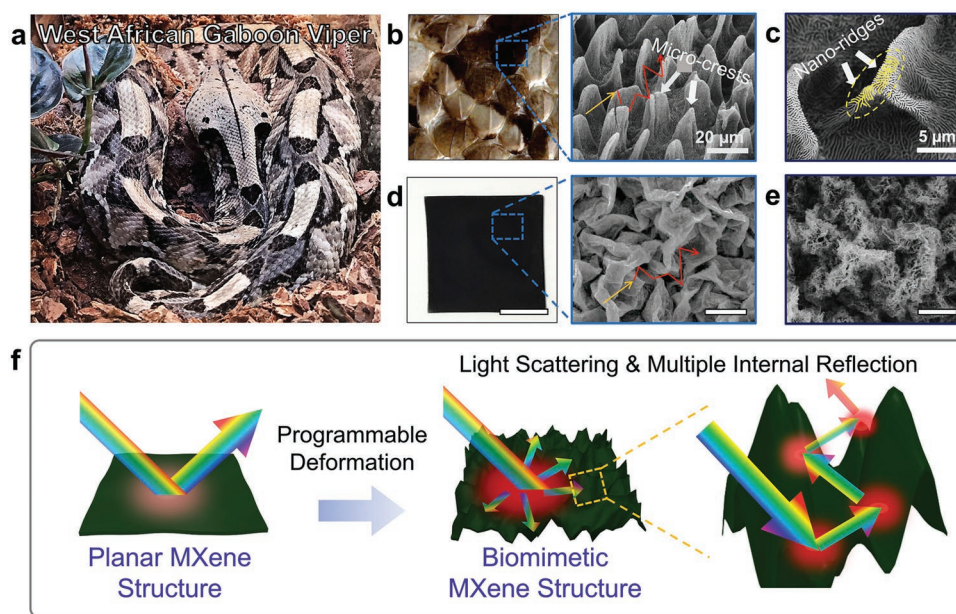 a
West African Gaboon Viper
b
Micro-crests
20 μm
c
Nano-ridges
5 μm
d
e
f
Light Scattering & Multiple Internal Reflection
Programmable
Deformation
Planar MXene
Structure
Biomimetic
MXene Structure